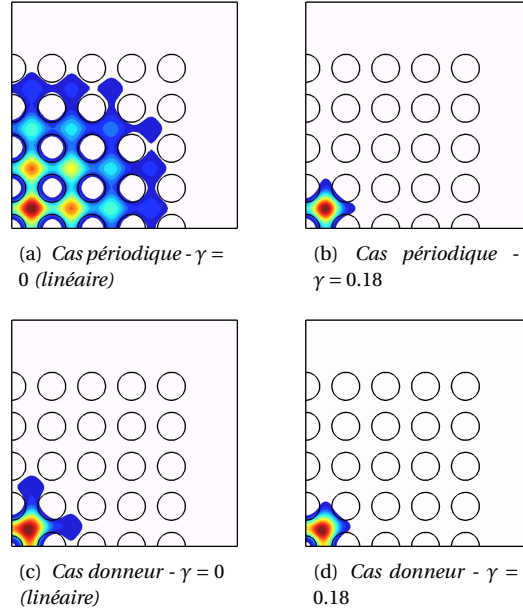 (a) Cas périodique - γ =
0 (linéaire)
(b) Cas périodique -
γ = 0.18
(c) Cas donneur - γ = 0
(linéaire)
(d) Cas donneur - γ =
0.18